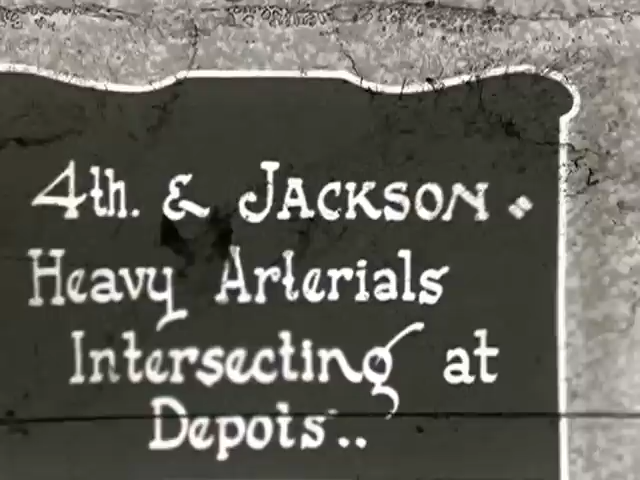 4th. & JACKSON
Heavy Arterials
Intersecting at
Depots..